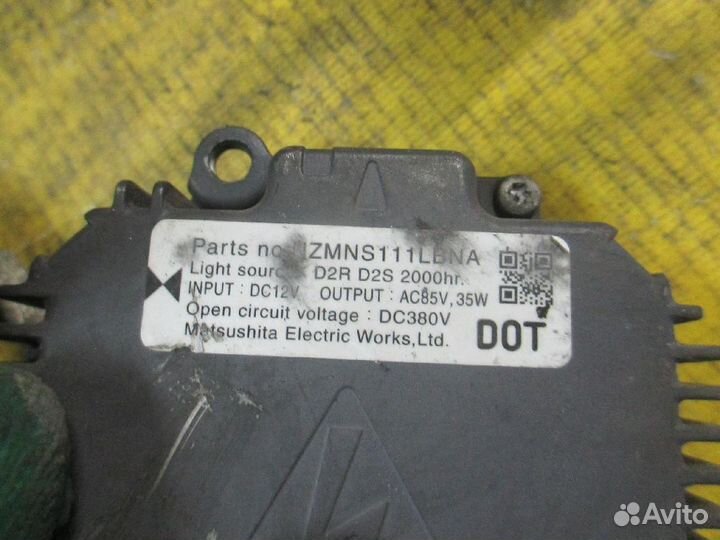 Parts no. NZMNS111LBNA
Light source: D2R D2S 2000hr.
INPUT : DC12V OUTPUT : AC85V, 35W
Open circuit voltage : DC380V
Matsushita Electric Works, Ltd.
DOT
Avito